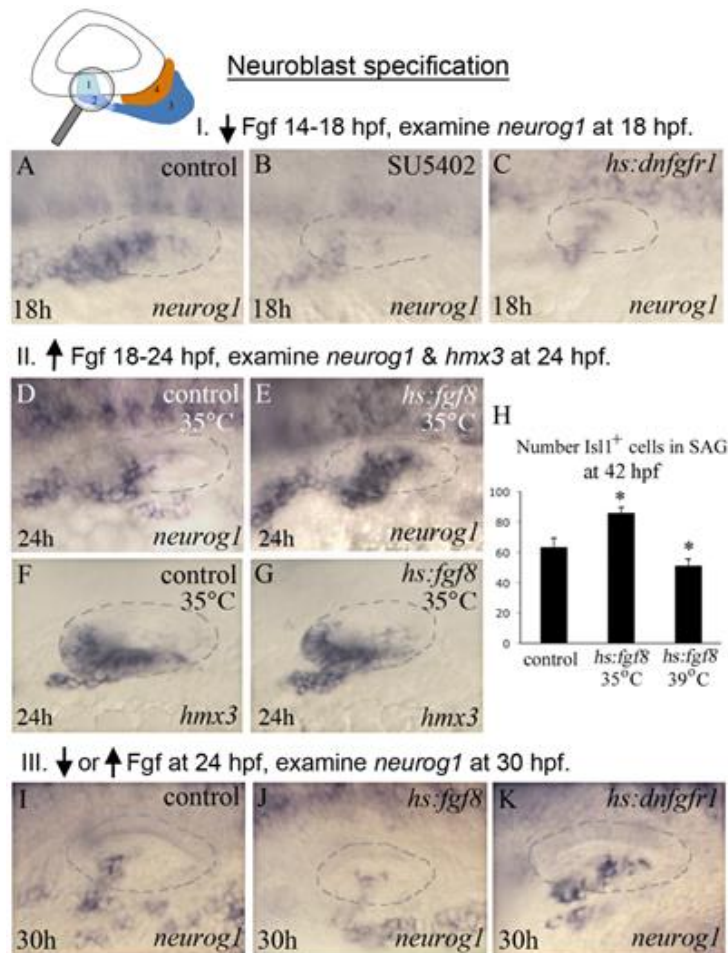 Neuroblast specification
1
2
3
4
I. ↓ Fgf 14-18 hpf, examine neurog1 at 18 hpf.
A control 18h neurog1
B SU5402 18h neurog1
C hs:dnfgfr1 18h neurog1
II. ↑ Fgf 18-24 hpf, examine neurog1 & hmx3 at 24 hpf.
D control
35°C
24h neurog1
E hs:fgf8
35°C
24h neurog1
F control
35°C
24h hmx3
G hs:fgf8
35°C
24h hmx3
H
Number Isl1+ cells in SAG
at 42 hpf
100
80
60
40
20
0
* *
control hs:fgf8 hs:fgf8
35°C 39°C
III. ↓ or ↑ Fgf at 24 hpf, examine neurog1 at 30 hpf.
I control 30h neurog1
J hs:fgf8 30h neurog1
K hs:dnfgfr1 30h neurog1